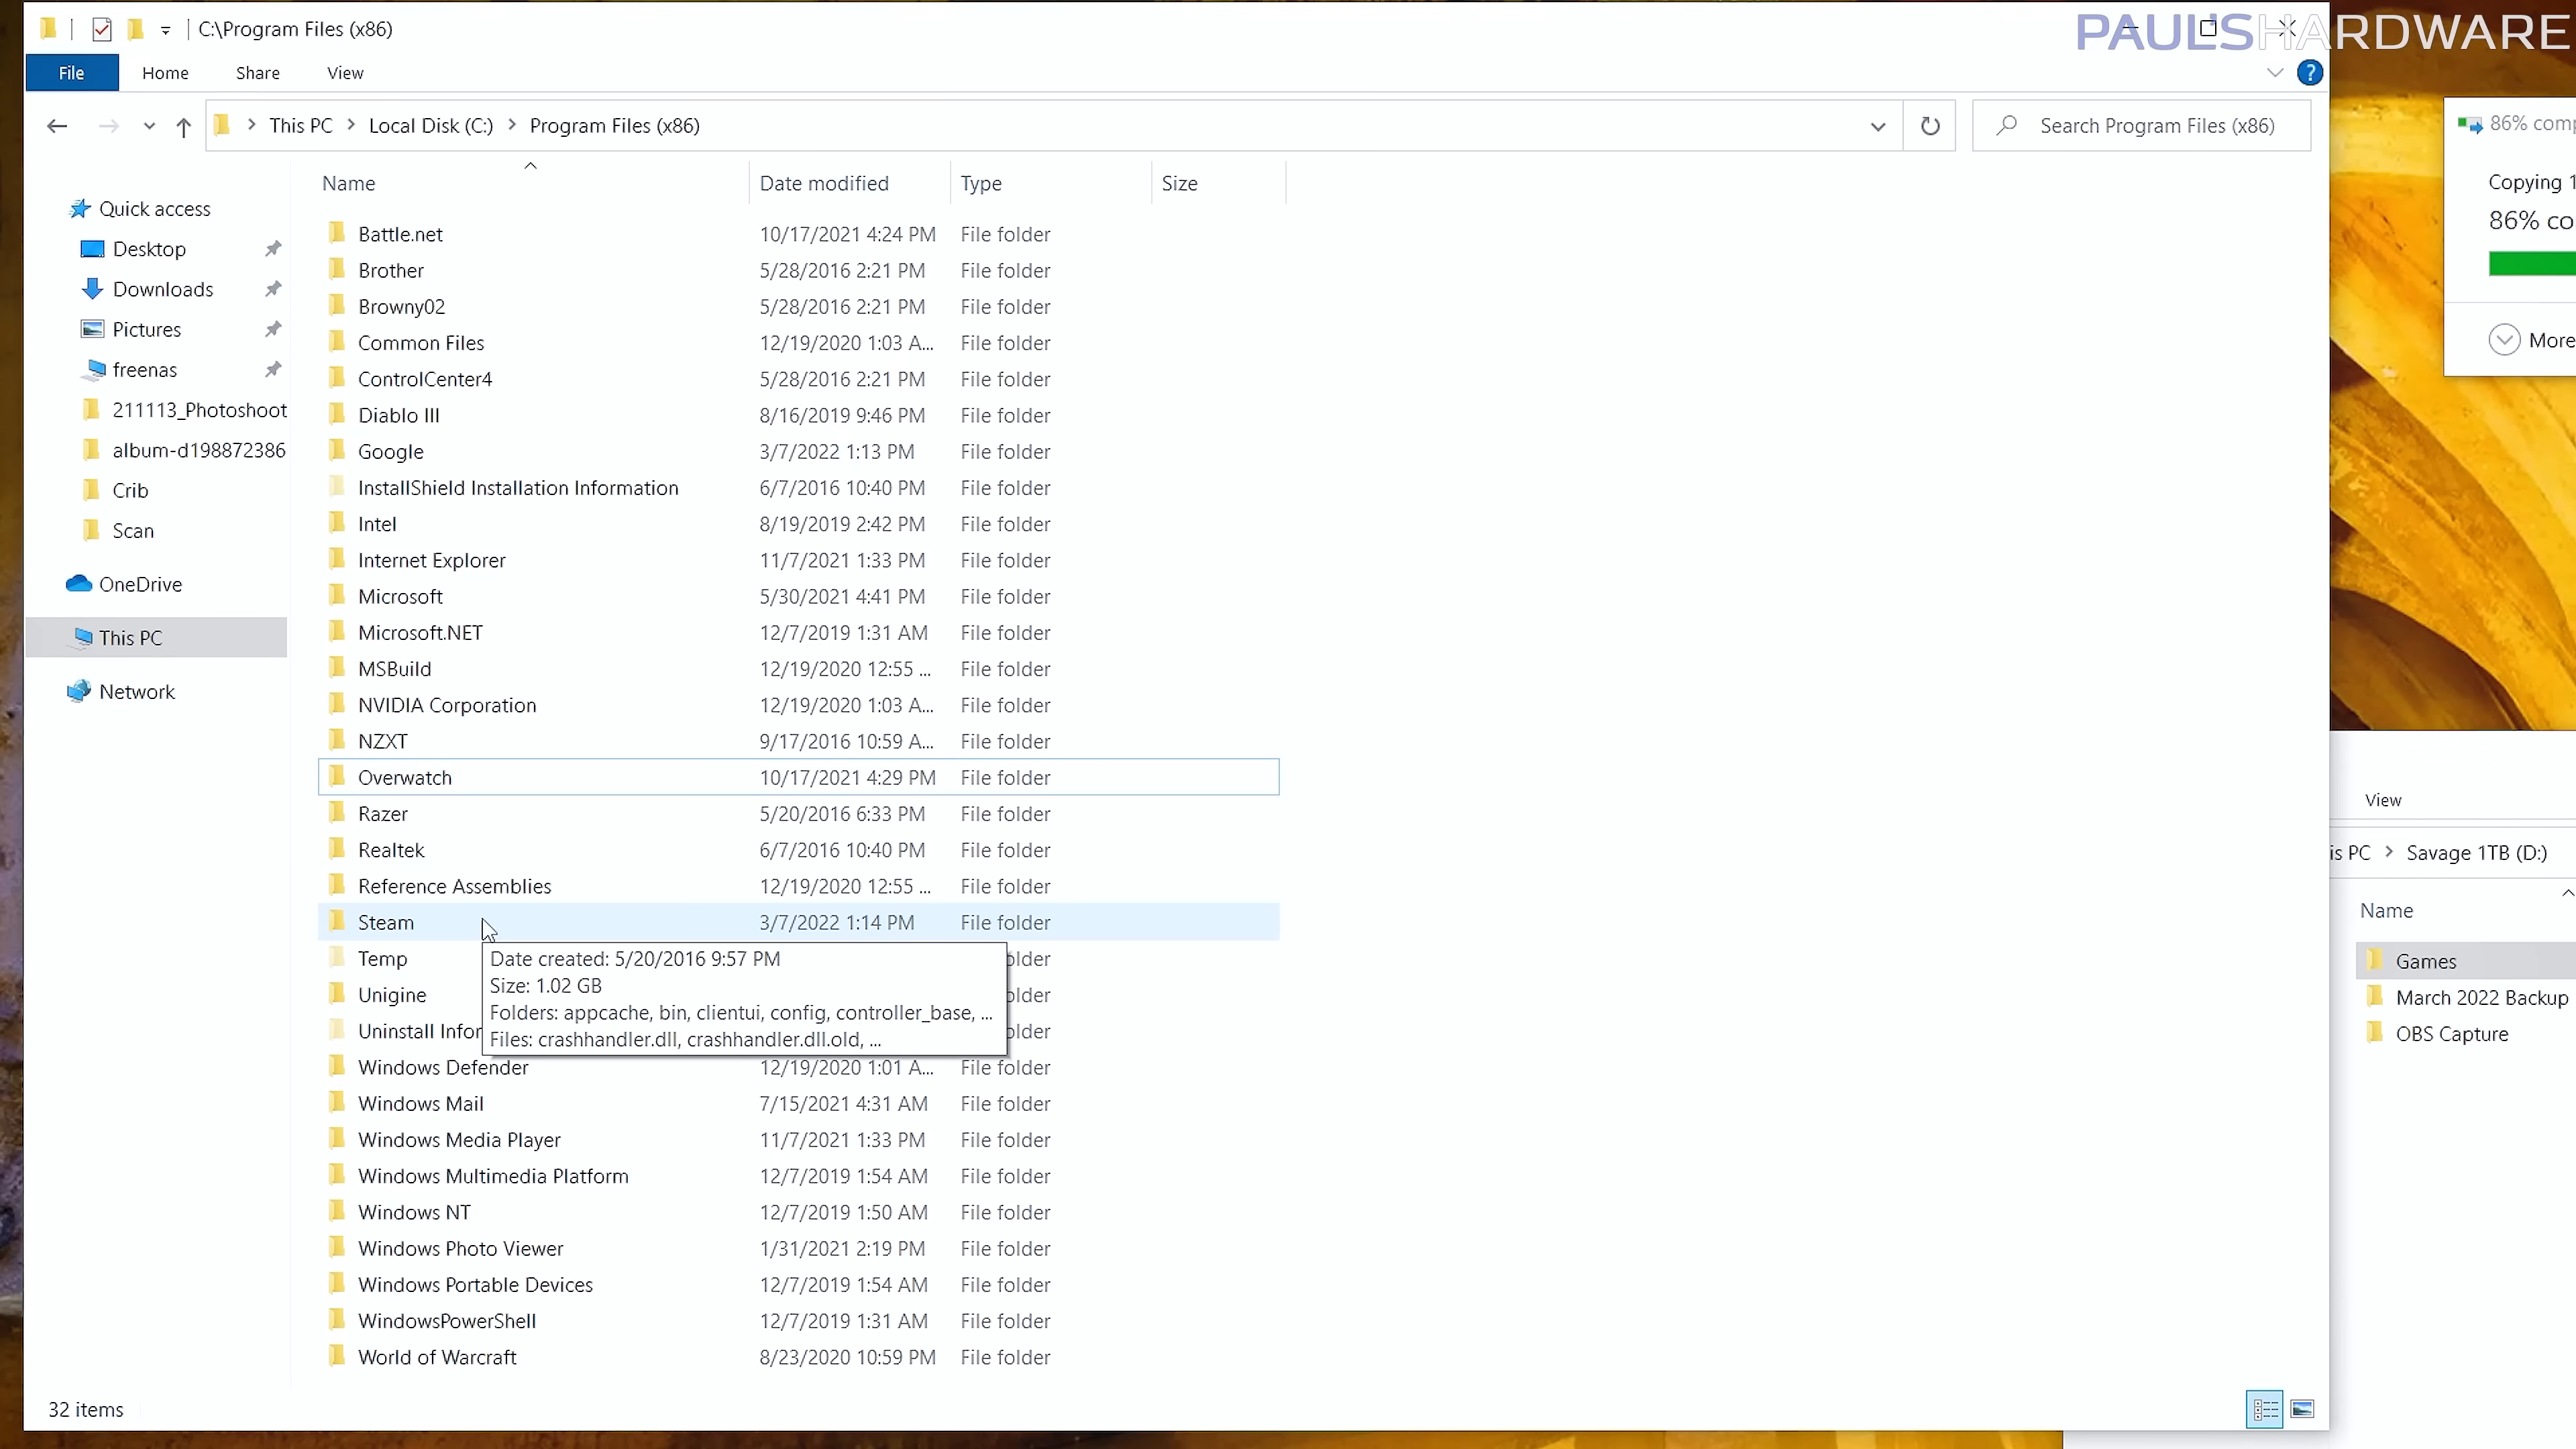 C:\Program Files (x86)
PAUL'SHARDWARE
File Home Share View
This PC Local Disk (C:) Program Files (x86)
Search Program Files (x86)
Name Date modified Type Size
Quick access
Desktop
Downloads
Pictures
freenas
211113_Photoshoot
album-d198872386
Crib
Scan
OneDrive
This PC
Network
Battle.net 10/17/2021 4:24 PM File folder
Brother 5/28/2016 2:21 PM File folder
Browny02 5/28/2016 2:21 PM File folder
Common Files 12/19/2020 1:03 A... File folder
ControlCenter4 5/28/2016 2:21 PM File folder
Diablo III 8/16/2019 9:46 PM File folder
Google 3/7/2022 1:13 PM File folder
InstallShield Installation Information 6/7/2016 10:40 PM File folder
Intel 8/19/2019 2:42 PM File folder
Internet Explorer 11/7/2021 1:33 PM File folder
Microsoft 5/30/2021 4:41 PM File folder
Microsoft.NET 12/7/2019 1:31 AM File folder
MSBuild 12/19/2020 12:55 ... File folder
NVIDIA Corporation 12/19/2020 1:03 A... File folder
NZXT 9/17/2016 10:59 A... File folder
Overwatch 10/17/2021 4:29 PM File folder
Razer 5/20/2016 6:33 PM File folder
Realtek 6/7/2016 10:40 PM File folder
Reference Assemblies 12/19/2020 12:55 ... File folder
Steam 3/7/2022 1:14 PM File folder
Temp
Unigine
Uninstall Infor
Date created: 5/20/2016 9:57 PM
Size: 1.02 GB
Folders: appcache, bin, clientui, config, controller_base, ...
Files: crashhandler.dll, crashhandler.dll.old, ...
older
older
older
Windows Defender 12/19/2020 1:01 A... File folder
Windows Mail 7/15/2021 4:31 AM File folder
Windows Media Player 11/7/2021 1:33 PM File folder
Windows Multimedia Platform 12/7/2019 1:54 AM File folder
Windows NT 12/7/2019 1:50 AM File folder
Windows Photo Viewer 1/31/2021 2:19 PM File folder
Windows Portable Devices 12/7/2019 1:54 AM File folder
WindowsPowerShell 12/7/2019 1:31 AM File folder
World of Warcraft 8/23/2020 10:59 PM File folder
32 items
86% comp
Copying 1
86% co
More
View
is PC Savage 1TB (D:)
Name
Games
March 2022 Backup
OBS Capture